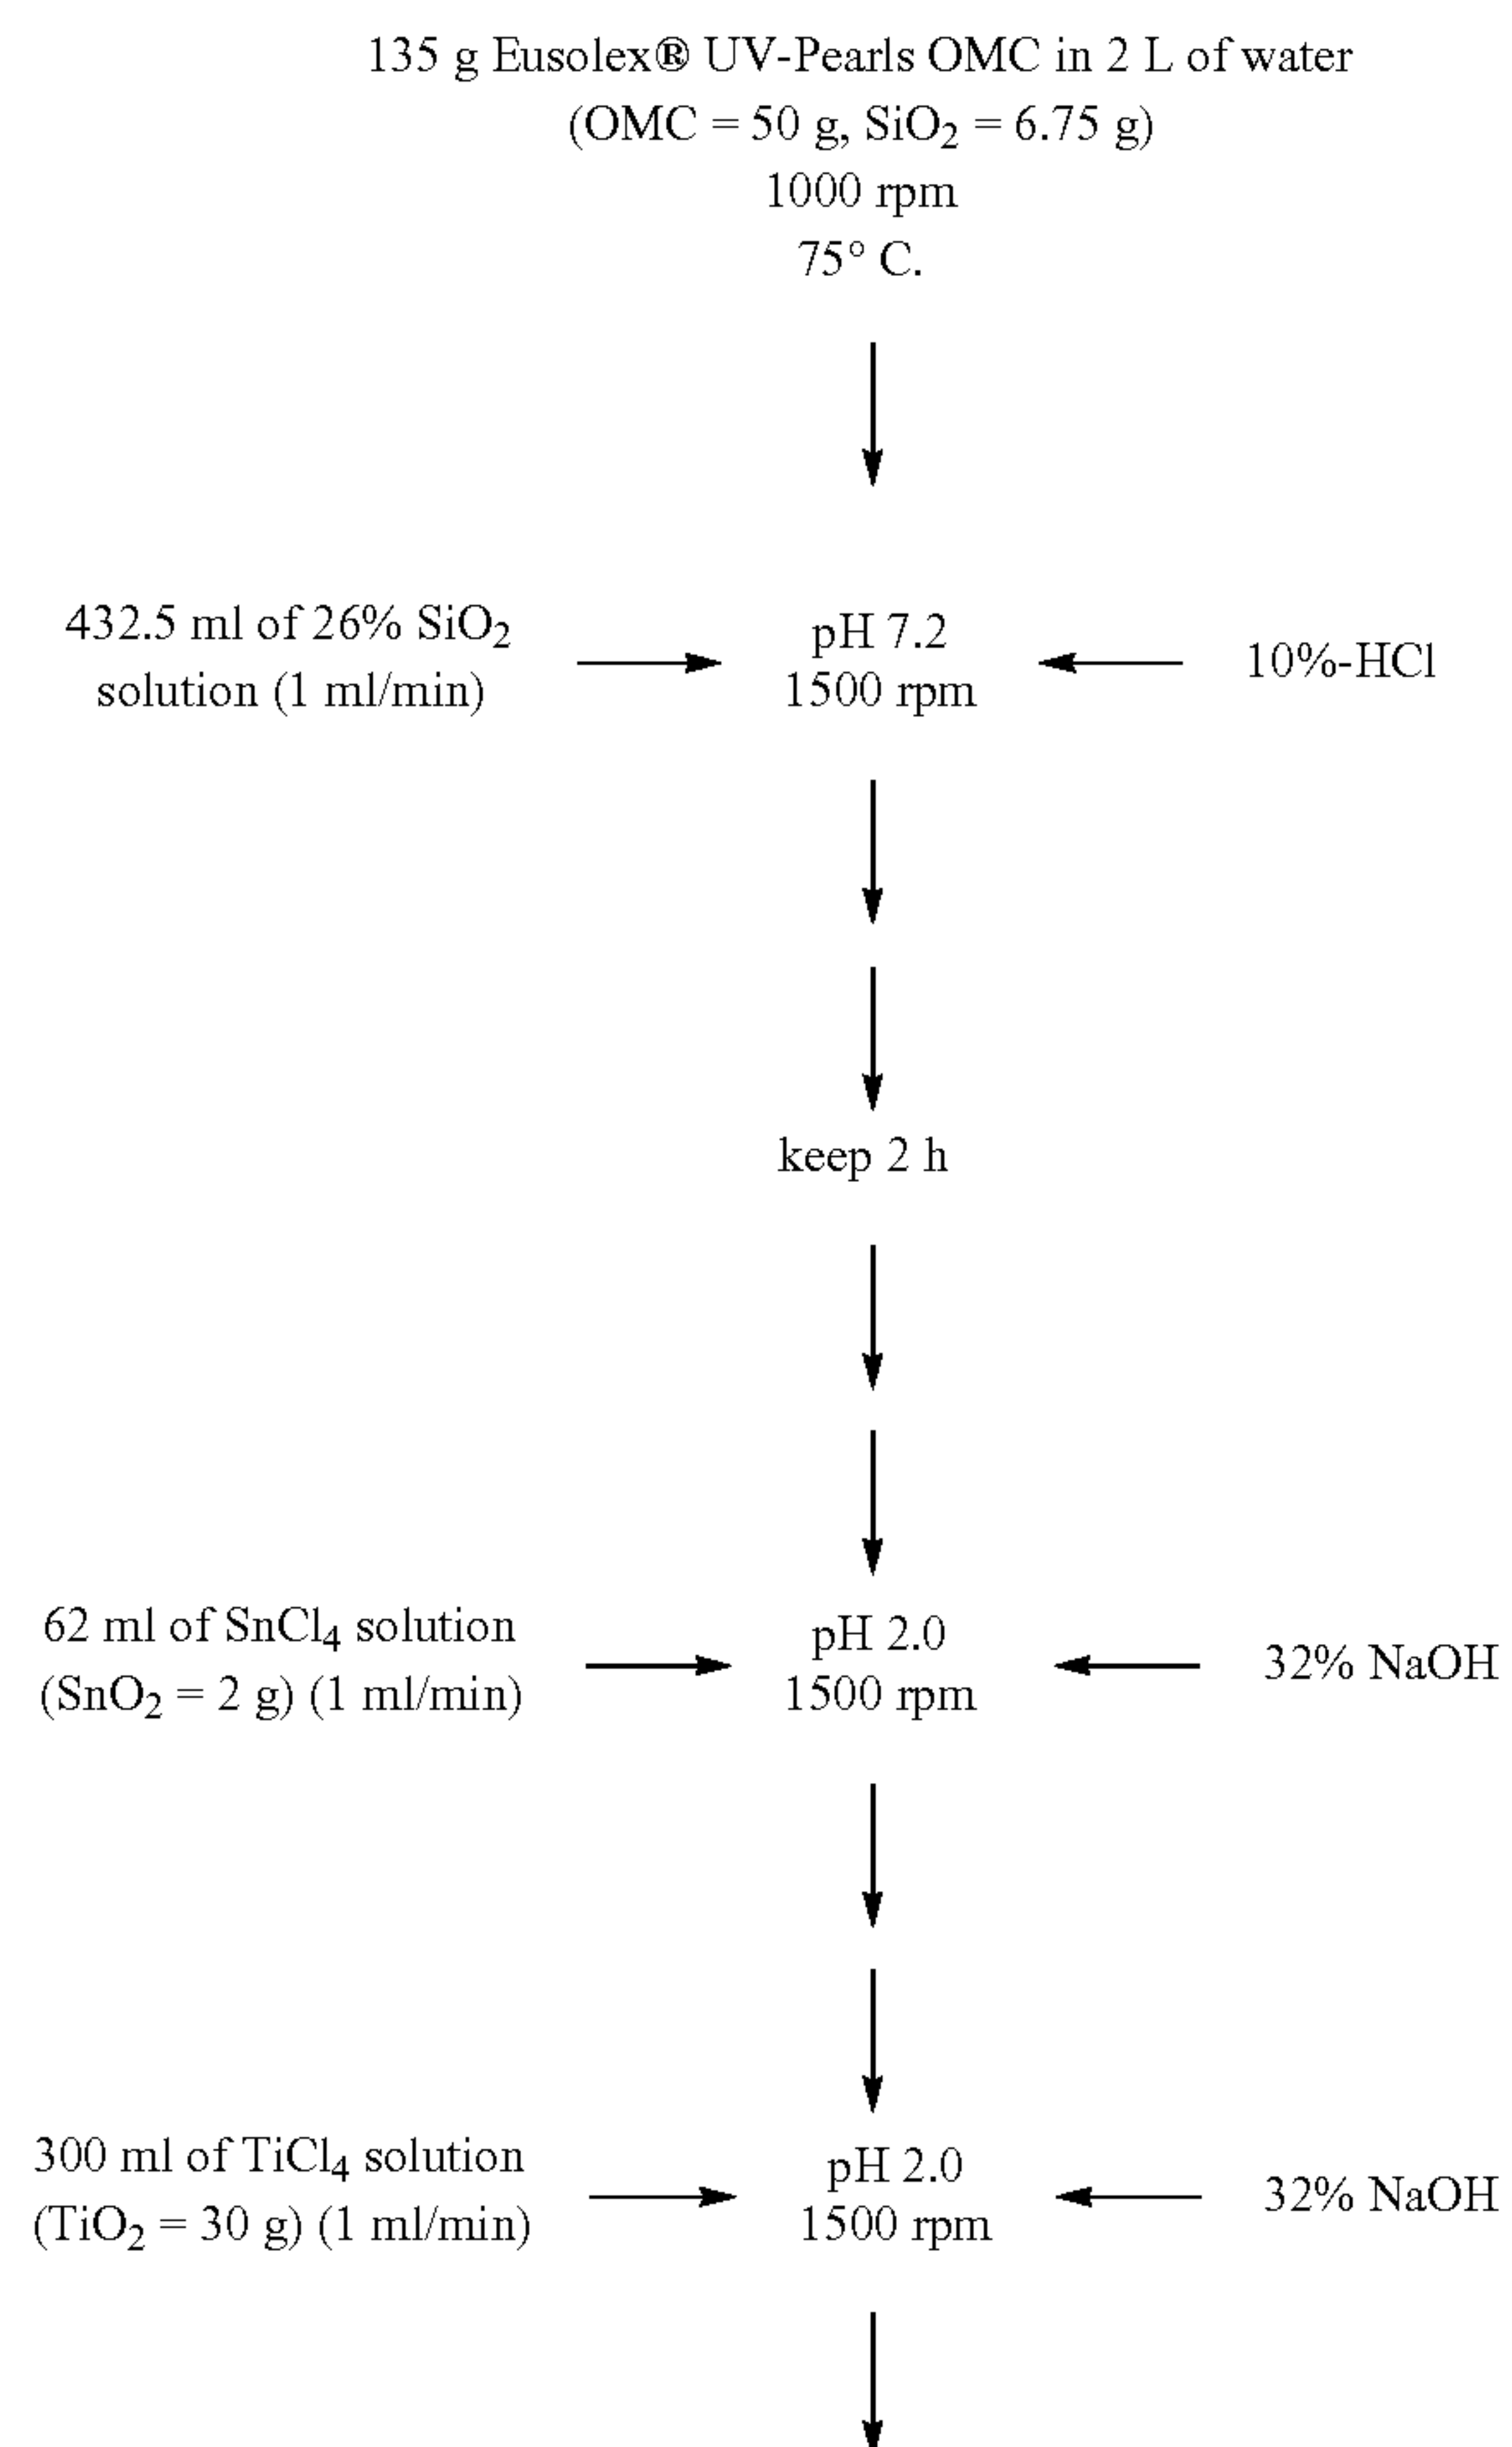 135 g Eusolex® UV-Pearls OMC in 2 L of water
(OMC = 50 g, SiO₂ = 6.75 g)
1000 rpm
75° C.
432.5 ml of 26% SiO₂
solution (1 ml/min)
pH 7.2
1500 rpm
10%-HCl
keep 2 h
62 ml of SnCl₄ solution
(SnO₂ = 2 g) (1 ml/min)
pH 2.0
1500 rpm
32% NaOH
300 ml of TiCl₄ solution
(TiO₂ = 30 g) (1 ml/min)
pH 2.0
1500 rpm
32% NaOH